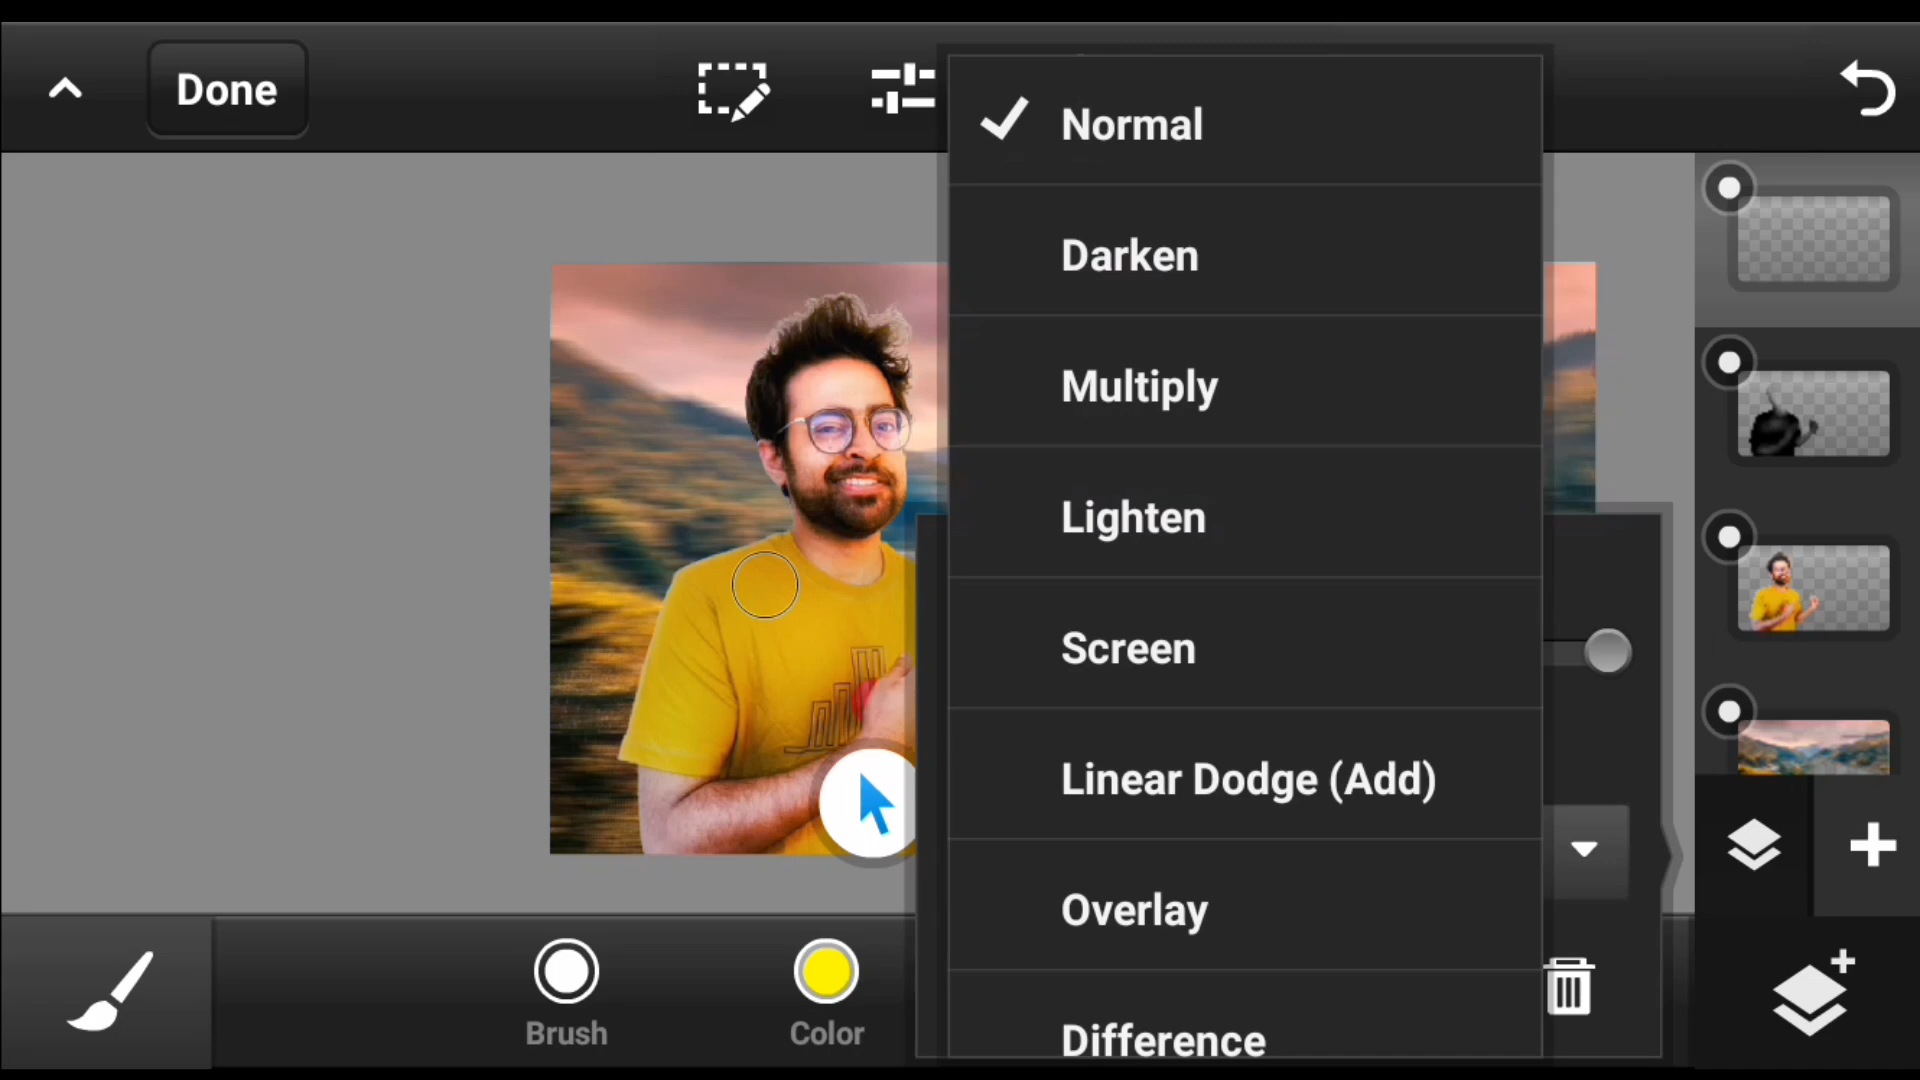 Done
Normal
Darken
Multiply
Lighten
Screen
Linear Dodge (Add)
Overlay
Difference
Brush
Color